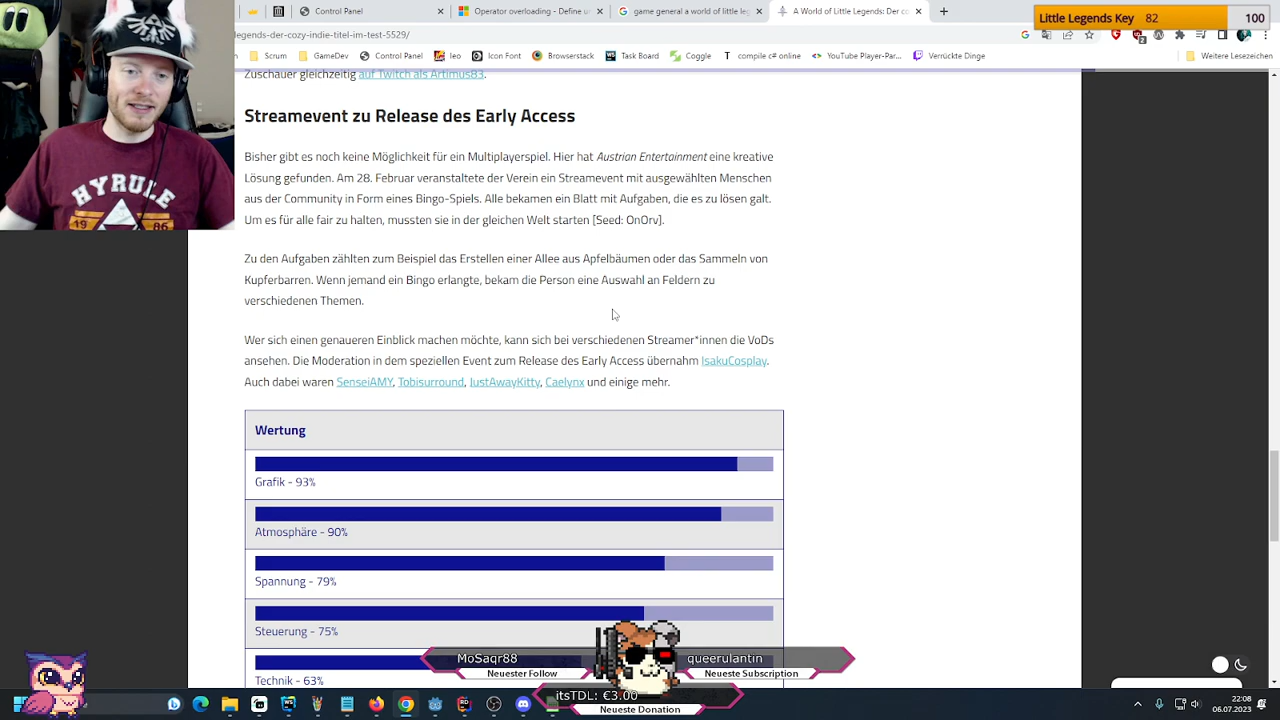 Control Panel
Operator overloading - Define u
game general a world of little leg
A World of Little Legends: Der co
Little Legends Key 82 100
legends-der-cozy-indie-titel-im-test-5529/
Scrum
GameDev
Control Panel
leo
Icon Font
Browserstack
Task Board
Coggle
compile c# online
YouTube Player-Par...
Verrückte Dinge
Weitere Lesezeichen
Zuschauer gleichzeitig auf Twitch als Artimus83.
Streamevent zu Release des Early Access
Bisher gibt es noch keine Möglichkeit für ein Multiplayerspiel. Hier hat Austrian Entertainment eine kreative
Lösung gefunden. Am 28. Februar veranstaltete der Verein ein Streamevent mit ausgewählten Menschen
aus der Community in Form eines Bingo-Spiels. Alle bekamen ein Blatt mit Aufgaben, die es zu lösen galt.
Um es für alle fair zu halten, mussten sie in der gleichen Welt starten [Seed: OnOrv].
Zu den Aufgaben zählten zum Beispiel das Erstellen einer Allee aus Apfelbäumen oder das Sammeln von
Kupferbarren. Wenn jemand ein Bingo erlangte, bekam die Person eine Auswahl an Feldern zu
verschiedenen Themen.
Wer sich einen genaueren Einblick machen möchte, kann sich bei verschiedenen Streamer*innen die VoDs
ansehen. Die Moderation in dem speziellen Event zum Release des Early Access übernahm IsakuCosplay.
Auch dabei waren SenseiAMY, Tobisurround, JustAwayKitty, Caelynx und einige mehr.
Wertung
Grafik - 93%
Atmosphäre - 90%
Spannung - 79%
Steuerung - 75%
Technik - 63%
HYRULE
19 86
MoSaqr88
Neuester Follow
queerulantin
Neueste Subscription
itsTDL: €3.00
Neueste Donation
22:08
06.07.2023